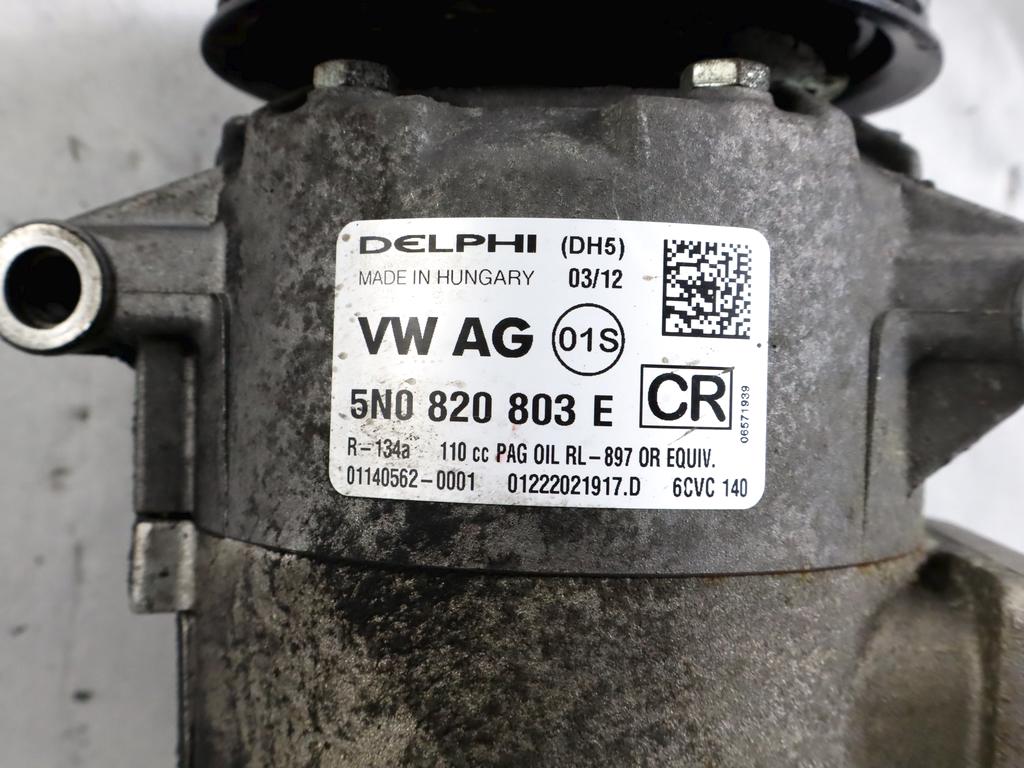 DELPHI (DH5)
MADE IN HUNGARY 03/12
VW AG 01S
5N0 820 803 E CR
06571939
R-134a 110 cc PAG OIL RL-897 OR EQUIV.
01140562-0001 01222021917.D 6CVC 140